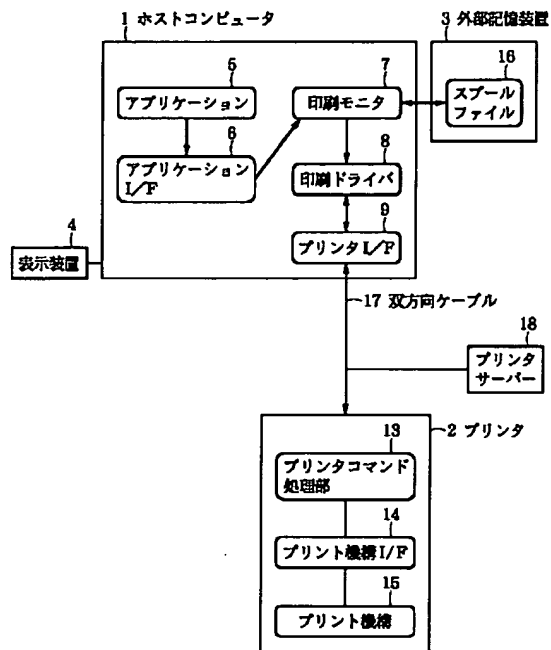 1 ホストコンピュータ
3 外部記憶装置
5
アプリケーション
7
印刷モニタ
16
スプール
ファイル
6
アプリケーション
I/F
8
印刷ドライバ
9
プリンタI/F
4
表示装置
17 双方向ケーブル
18
プリンタ
サーバー
2 プリンタ
13
プリンタコマンド
処理部
14
プリント機構I/F
15
プリント機構